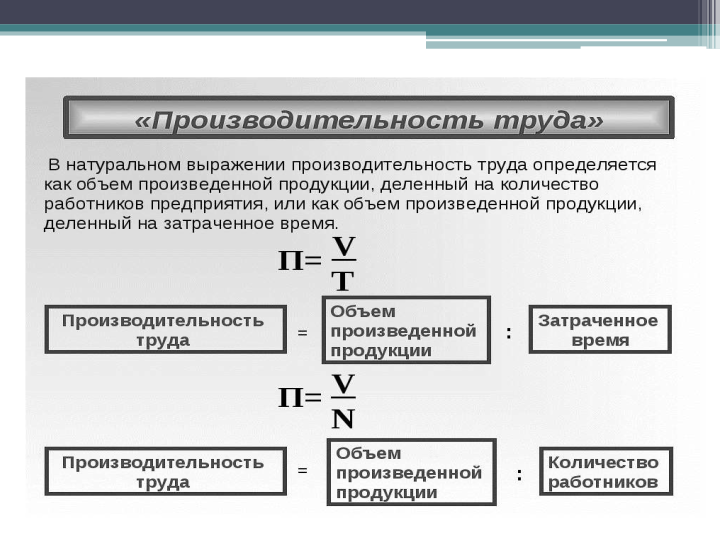 «Производительность труда»
В натуральном выражении производительность труда определяется
как объем произведенной продукции, деленный на количество
работников предприятия, или как объем произведенной продукции,
деленный на затраченное время.
П= V
T
Производительность
труда
=
Объем
произведенной
продукции
:
Затраченное
время
П= V
N
Производительность
труда
=
Объем
произведенной
продукции
:
Количество
работников